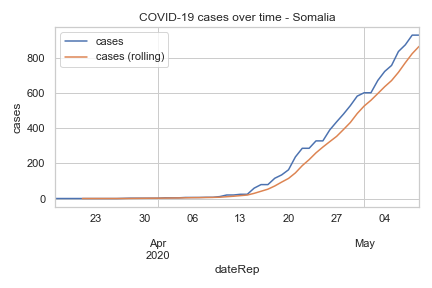 COVID-19 cases over time - Somalia
cases
cases (rolling)
cases
800
600
400
200
0
23 30 06 13 20 27 04
Apr May
2020
dateRep